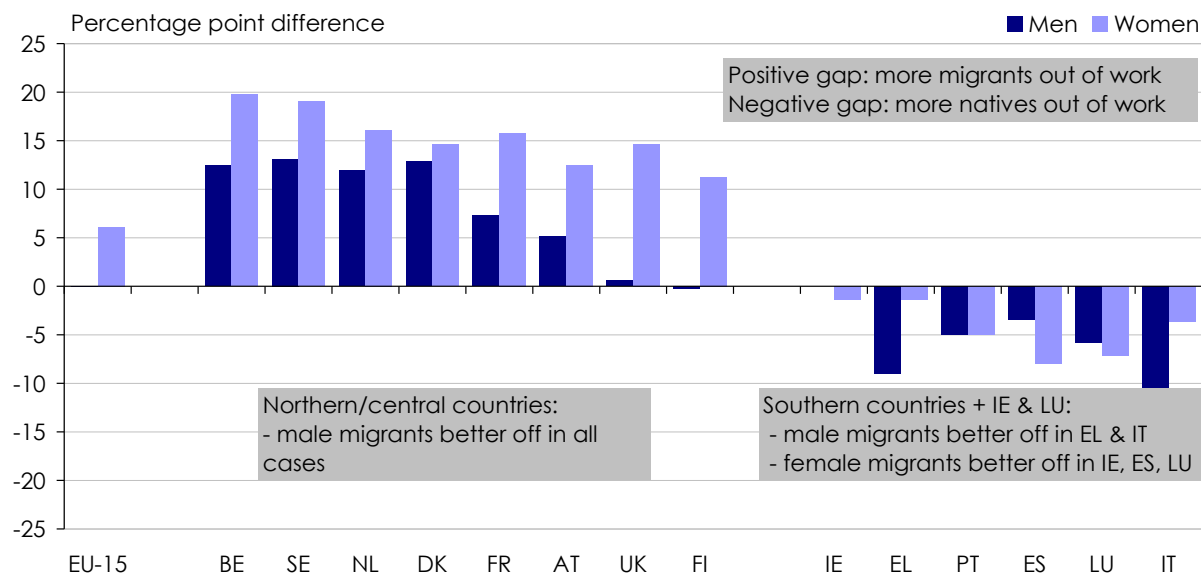 Percentage point difference
Men Women
25
Positive gap: more migrants out of work
20
Negative gap: more natives out of work
15
10
5
0
-5
-10
Northern/central countries:
- male migrants better off in all
cases
Southern countries + IE & LU:
- male migrants better off in EL & IT
- female migrants better off in IE, ES, LU
-15
-20
-25
EU-15 BE SE NL DK FR AT UK FI IE EL PT ES LU IT